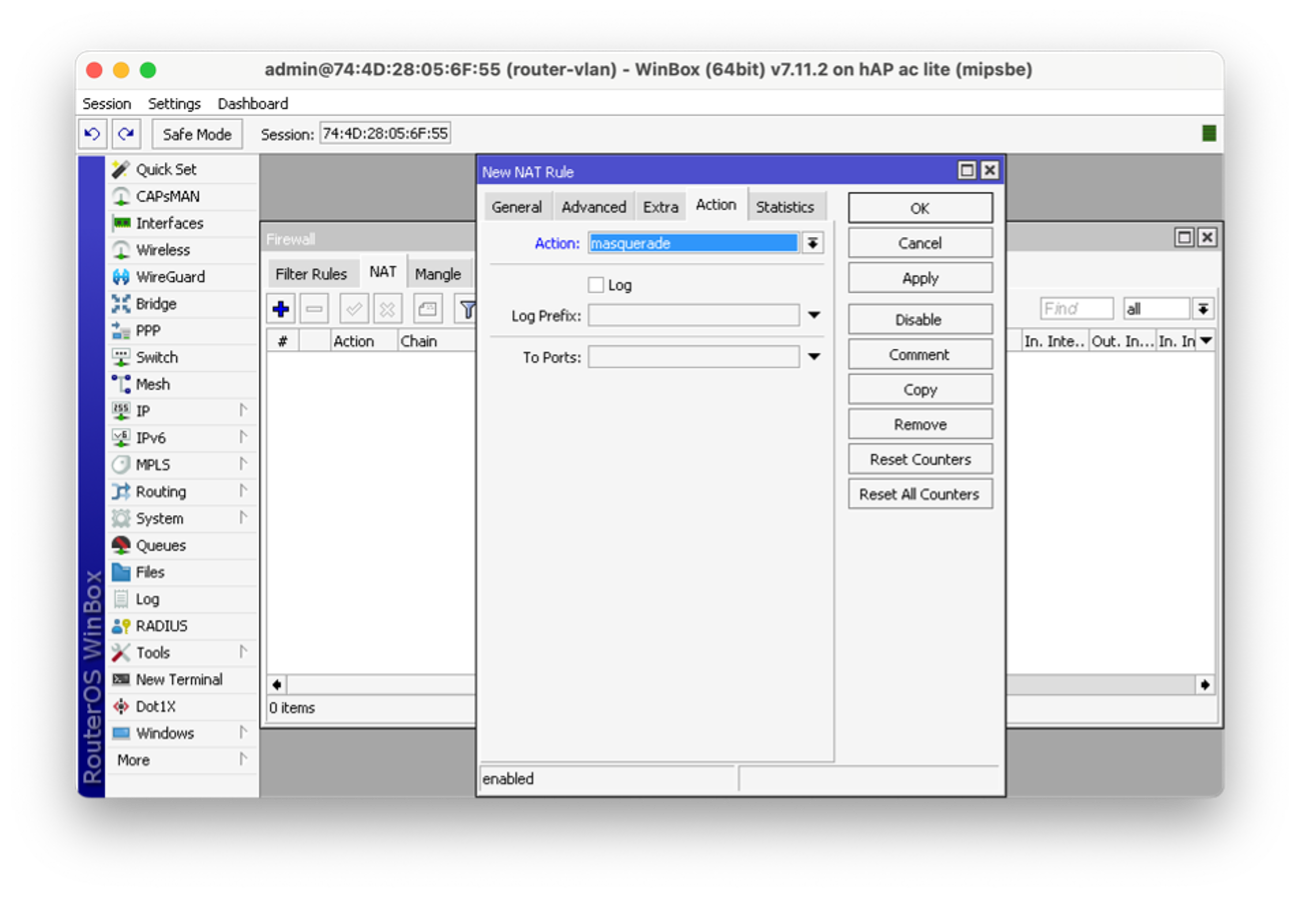 admin@74:4D:28:05:6F:55 (router-vlan) - WinBox (64bit) v7.11.2 on hAP ac lite (mipsbe)
Session Settings Dashboard
Safe Mode Session: 74:4D:28:05:6F:55
RouterOS WinBox
Quick Set
CAPsMAN
Interfaces
Wireless
WireGuard
Bridge
PPP
Switch
Mesh
IP
IPv6
MPLS
Routing
System
Queues
Files
Log
RADIUS
Tools
New Terminal
Dot1X
Windows
More
Firewall
Filter Rules NAT Mangle
Find all
# Action Chain In. Inte.. Out. In... In. In
0 items
New NAT Rule
General Advanced Extra Action Statistics
Action: masquerade
Log
Log Prefix:
To Ports:
OK
Cancel
Apply
Disable
Comment
Copy
Remove
Reset Counters
Reset All Counters
enabled